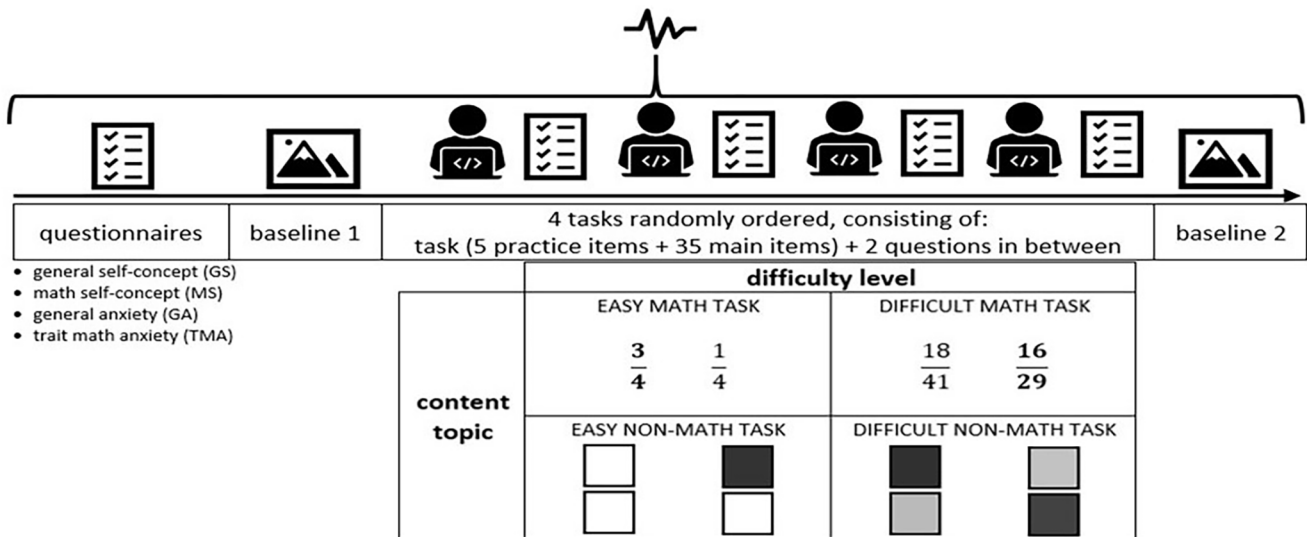 </> </> </> </>
questionnaires
baseline 1
4 tasks randomly ordered, consisting of:
task (5 practice items + 35 main items) + 2 questions in between
baseline 2
• general self-concept (GS)
• math self-concept (MS)
• general anxiety (GA)
• trait math anxiety (TMA)
difficulty level
content
topic
EASY MATH TASK
3/4 1/4
DIFFICULT MATH TASK
18/41 16/29
EASY NON-MATH TASK
DIFFICULT NON-MATH TASK